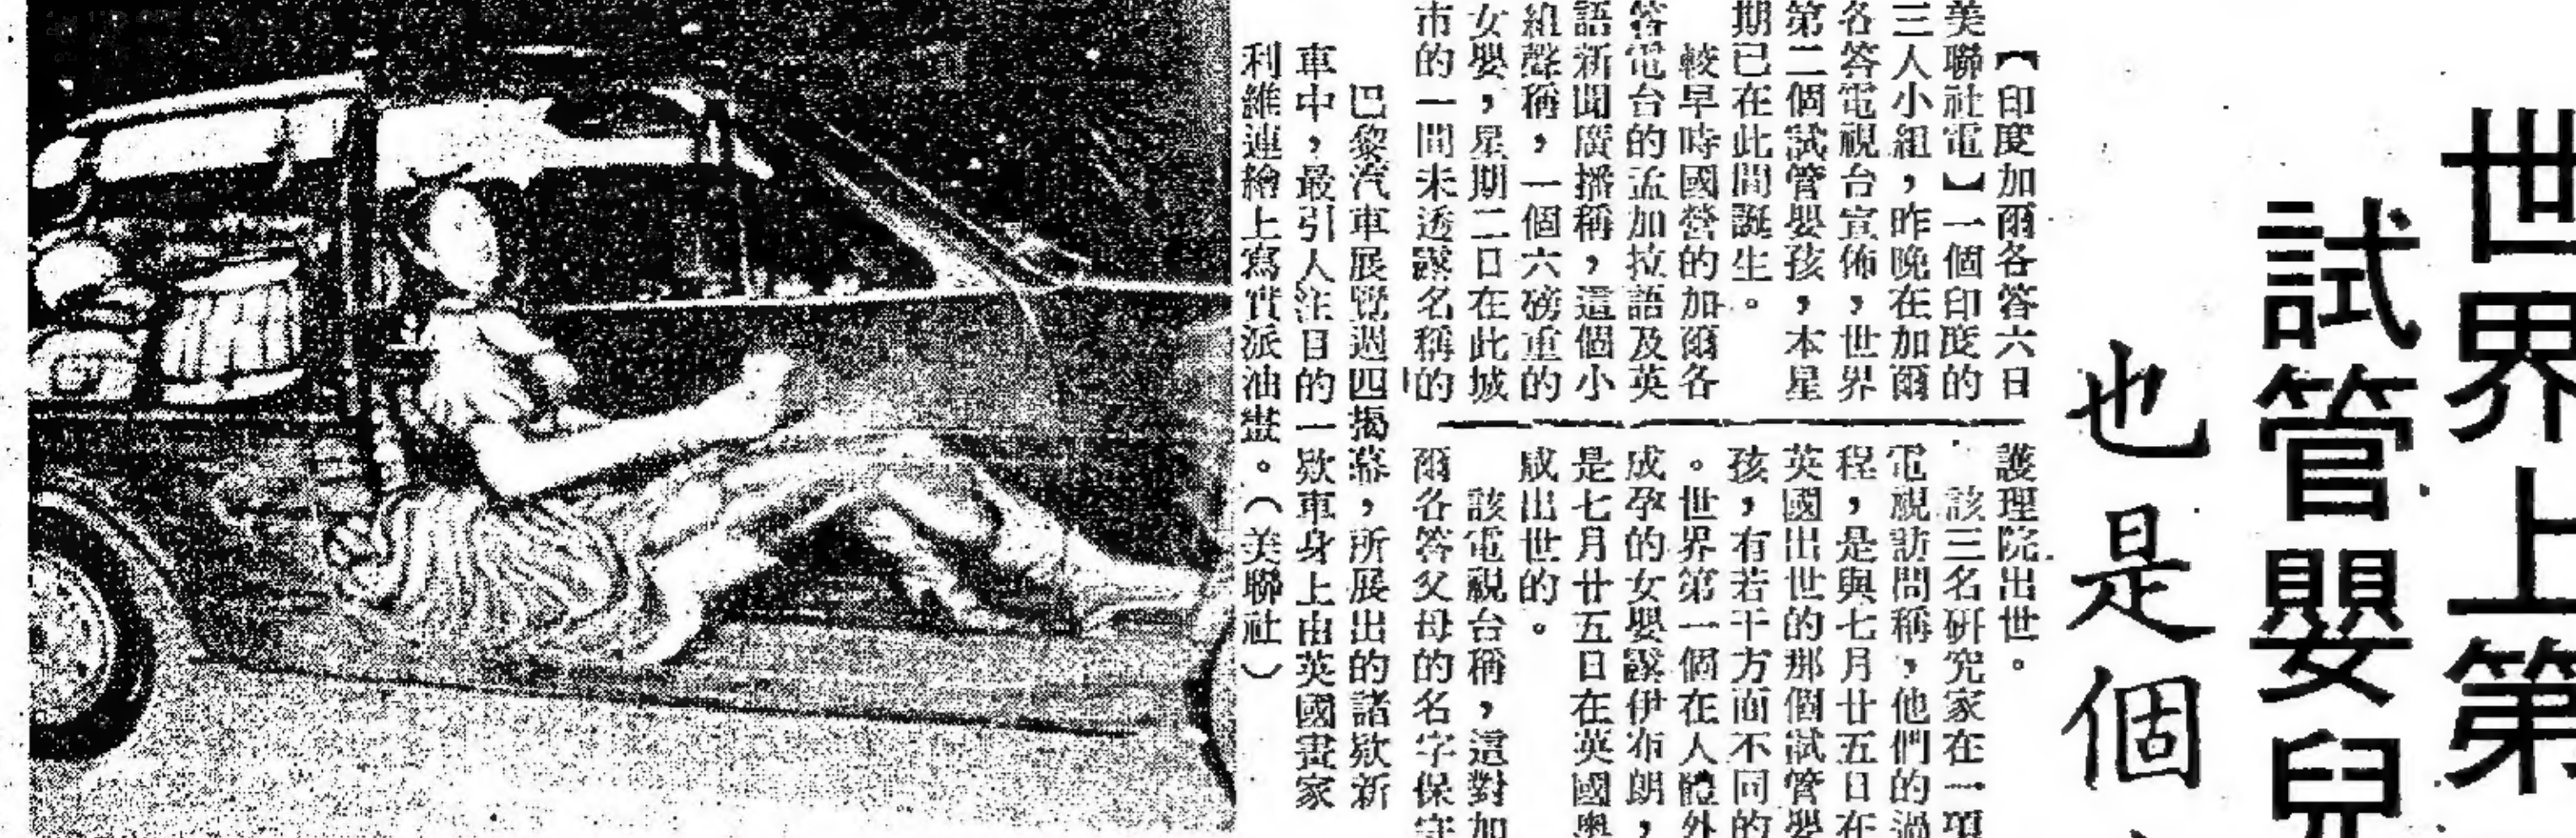 世界上第
試管嬰兒
也是個
【印度加爾各答六日
美聯社電】一個印度的
三人小組，昨晚在加爾
各答電視台宣佈，世界
第二個試管嬰孩，本星
期已在此間誕生。
較早時國營的加爾各
答電台的孟加拉語及英
語新聞廣播稱，這個小
組聲稱，一個六磅重的
女嬰，星期二日在此城
市的一間未透露名稱的
護理院出世。
該三名研究家在一項
電視訪問稱，他們的過
程，是與七月廿五日在
英國出世的那個試管嬰
孩，有若干方面不同的
。世界第一個在人體外
成孕的女嬰露伊布朗，
是七月廿五日在英國奧
咸出世的。
該電視台稱，這對加
爾各答父母的名字保守
巴黎汽車展覽週四揭幕，所展出的諸欵新
車中，最引人注目的一欵車身上由英國畫家
利維連繪上寫實派油畫。（美聯社）